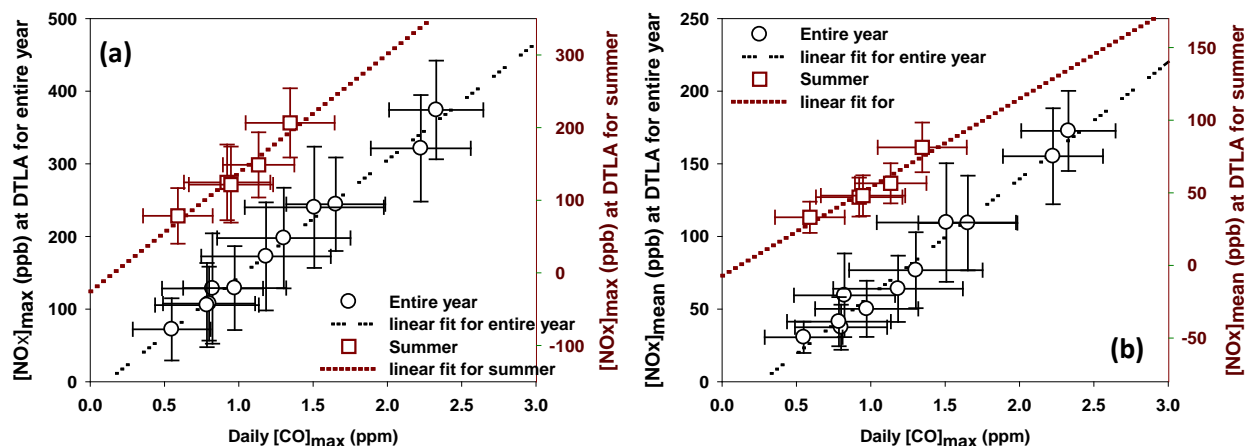 (a)
[NOx]max (ppb) at DTLA for entire year
500
400
300
200
100
0
0.0 0.5 1.0 1.5 2.0 2.5 3.0
Daily [CO]max (ppm)
300
200
100
0
-100
[NOx]max (ppb) at DTLA for summer
Entire year
linear fit for entire year
Summer
linear fit for summer
(b)
[NOx]mean (ppb) at DTLA for entire year
250
200
150
100
50
0
0.0 0.5 1.0 1.5 2.0 2.5 3.0
Daily [CO]max (ppm)
150
100
50
0
-50
[NOx]mean (ppb) at DTLA for summer
Entire year
linear fit for entire year
Summer
linear fit for